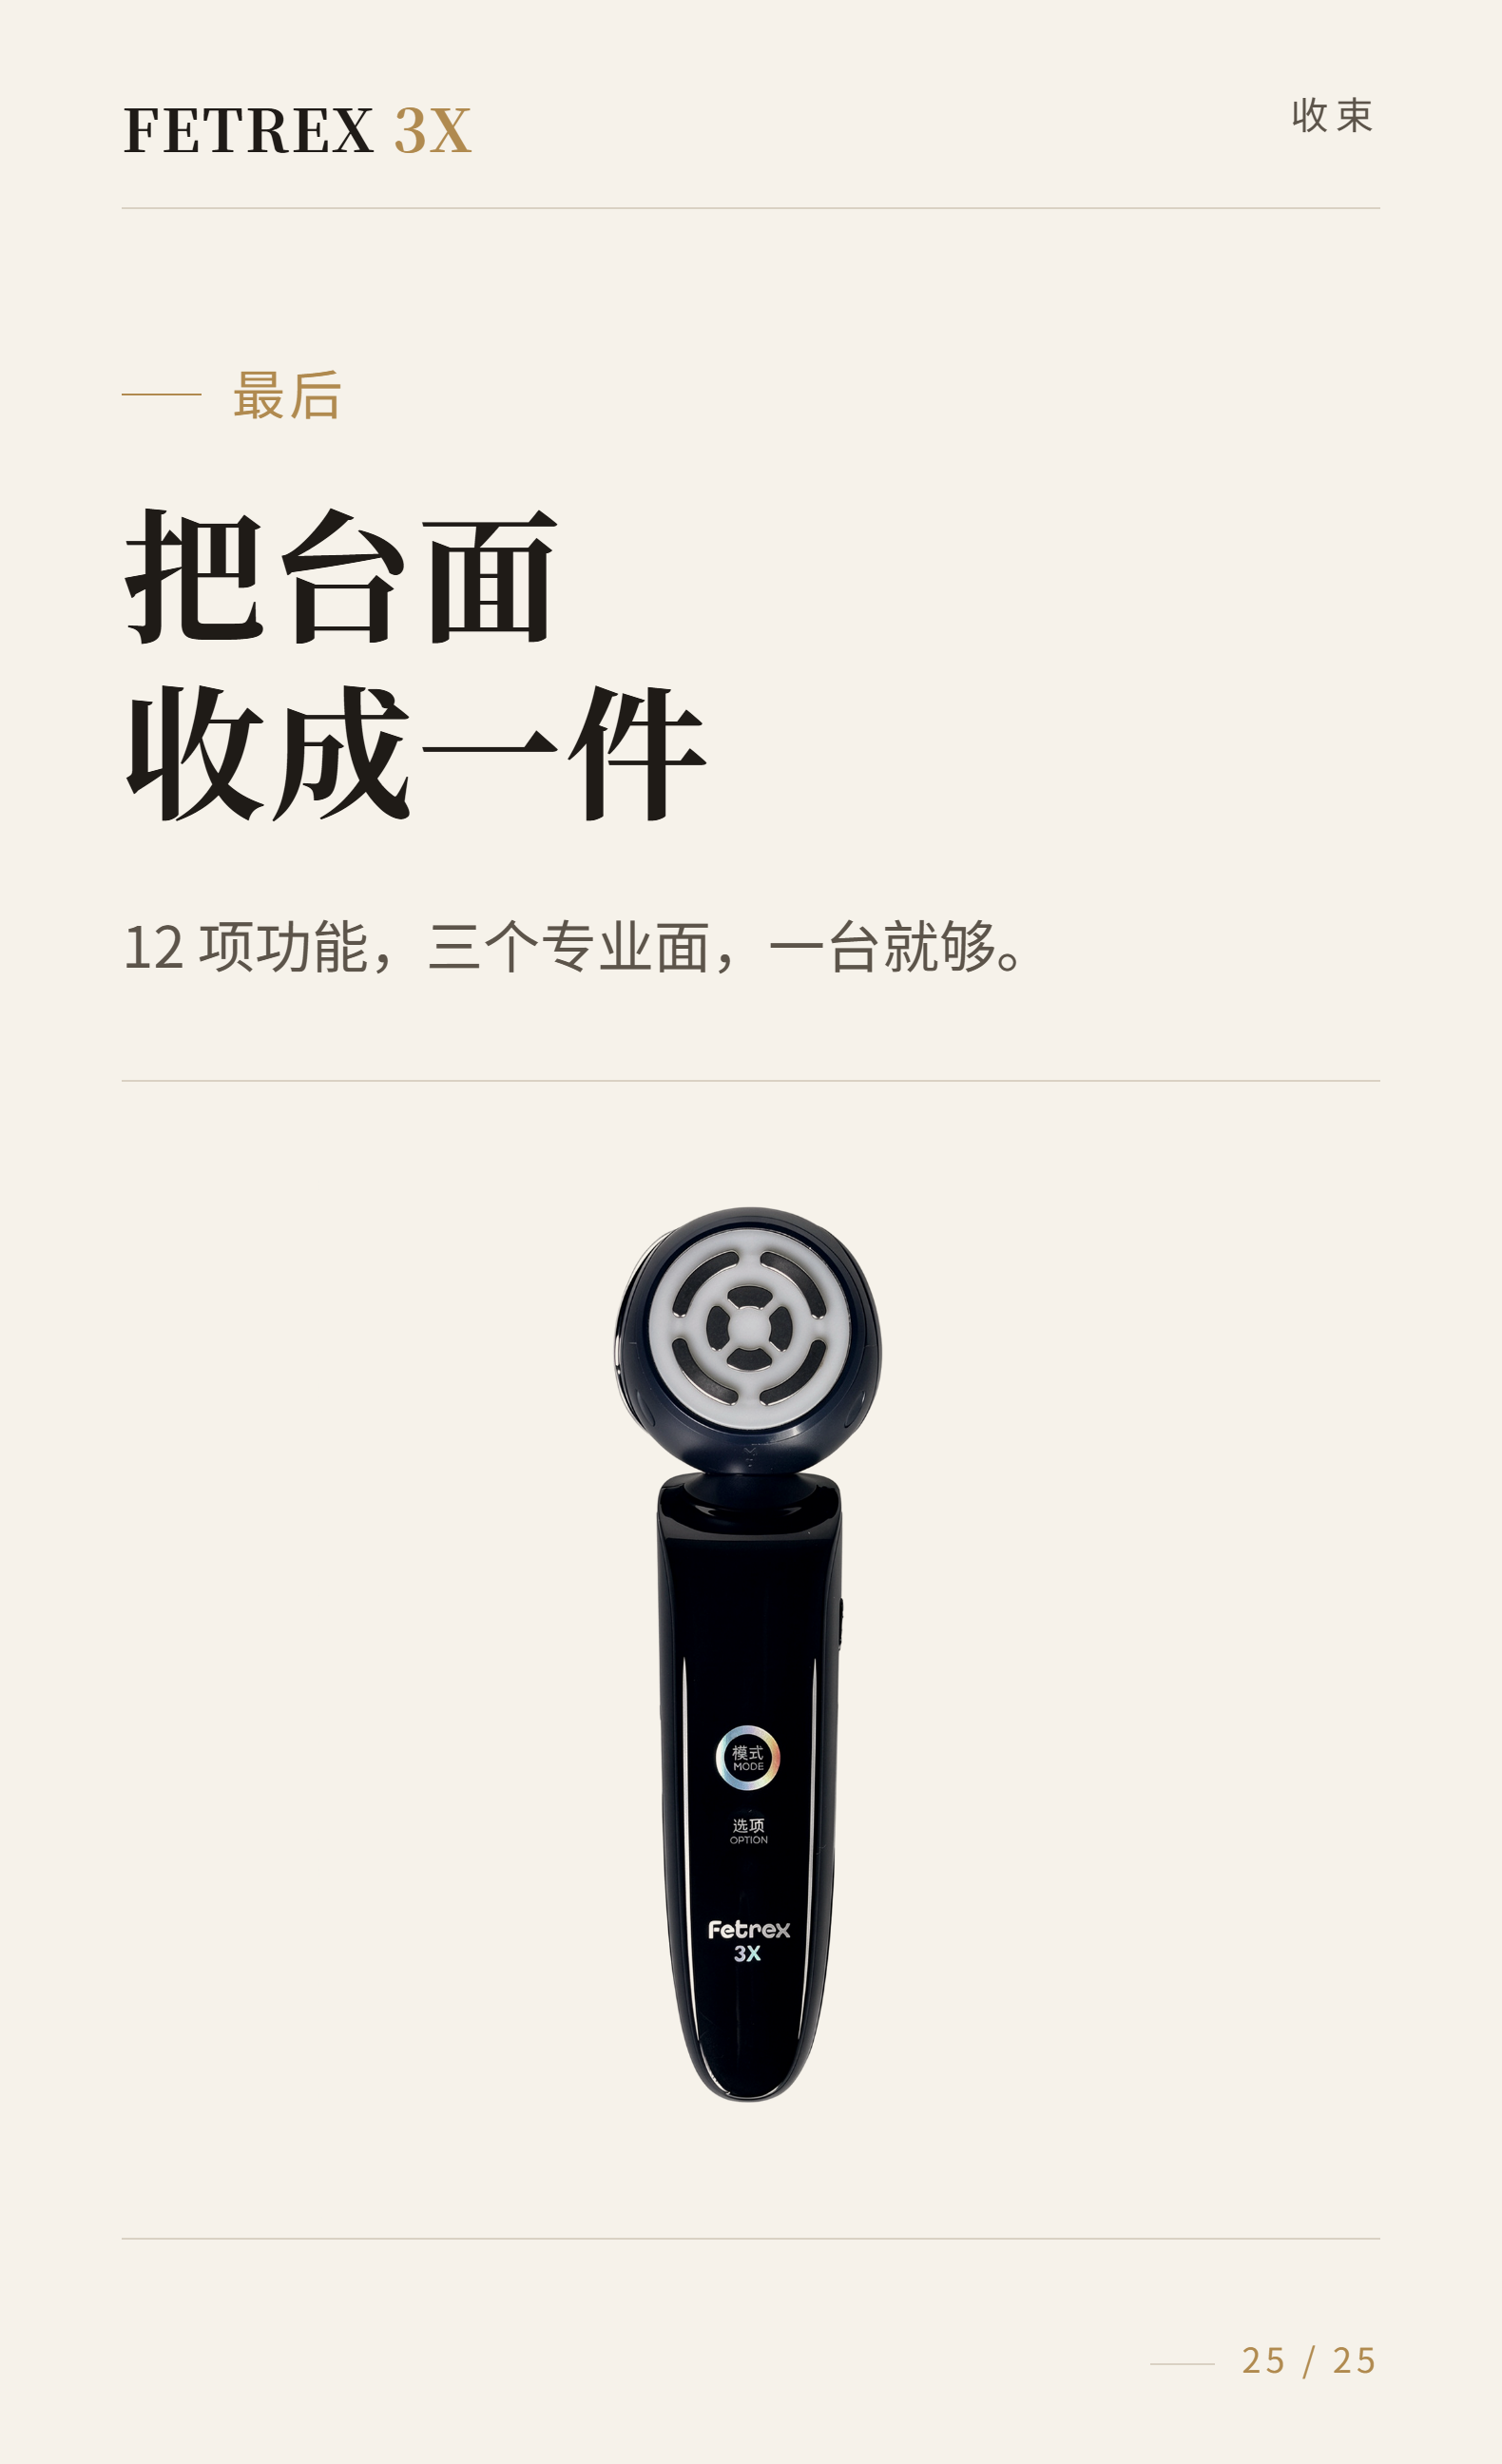 FETREX 3X
收束
最后
把台面
收成一件
12 项功能，三个专业面，一台就够。
模式
MODE
选项
OPTION
Fetrex
3X
25 / 25